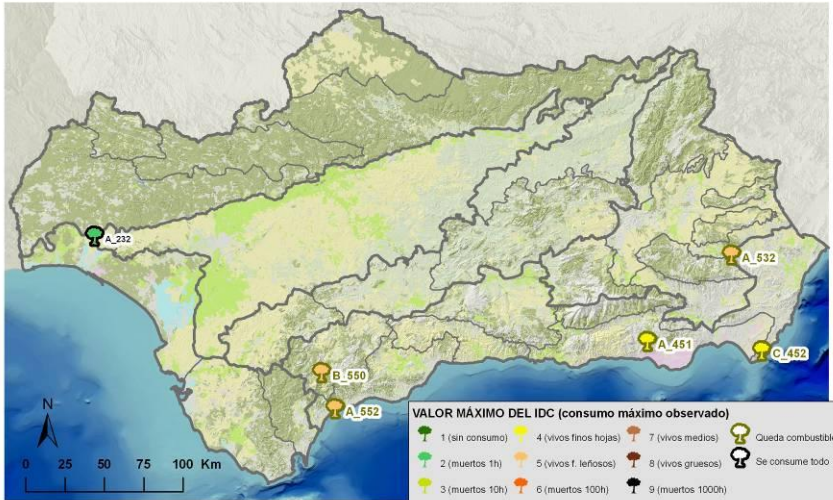 A_232
A_532
A_451
C_452
B_550
A_552
N
0 25 50 75 100 Km
VALOR MÁXIMO DEL IDC (consumo máximo observado)
1 (sin consumo) 4 (vivos finos hojas) 7 (vivos medios) Queda combustible
2 (muertos 1h) 5 (vivos f. leñosos) 8 (vivos gruesos) Se consume todo
3 (muertos 10h) 6 (muertos 100h) 9 (muertos 1000h)